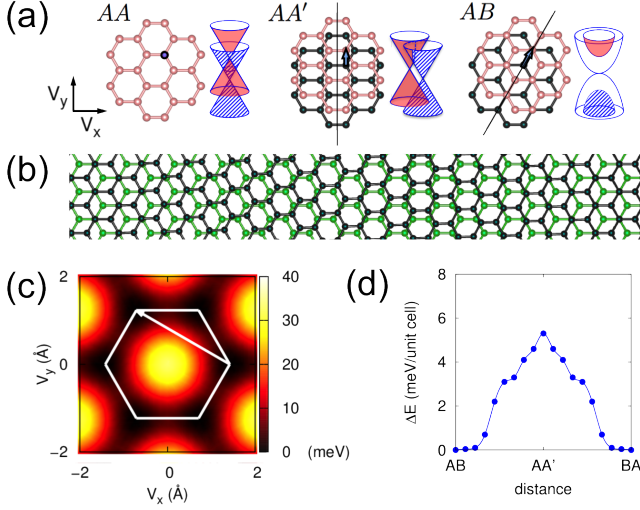 (a) AA AA′ AB
V_y
V_x
(b)
(c)
2
0
−2
V_y (Å)
−2 0 2
V_x (Å)
40
30
20
10
0 (meV)
(d)
8
6
4
2
0
ΔE (meV/unit cell)
AB AA' BA
distance